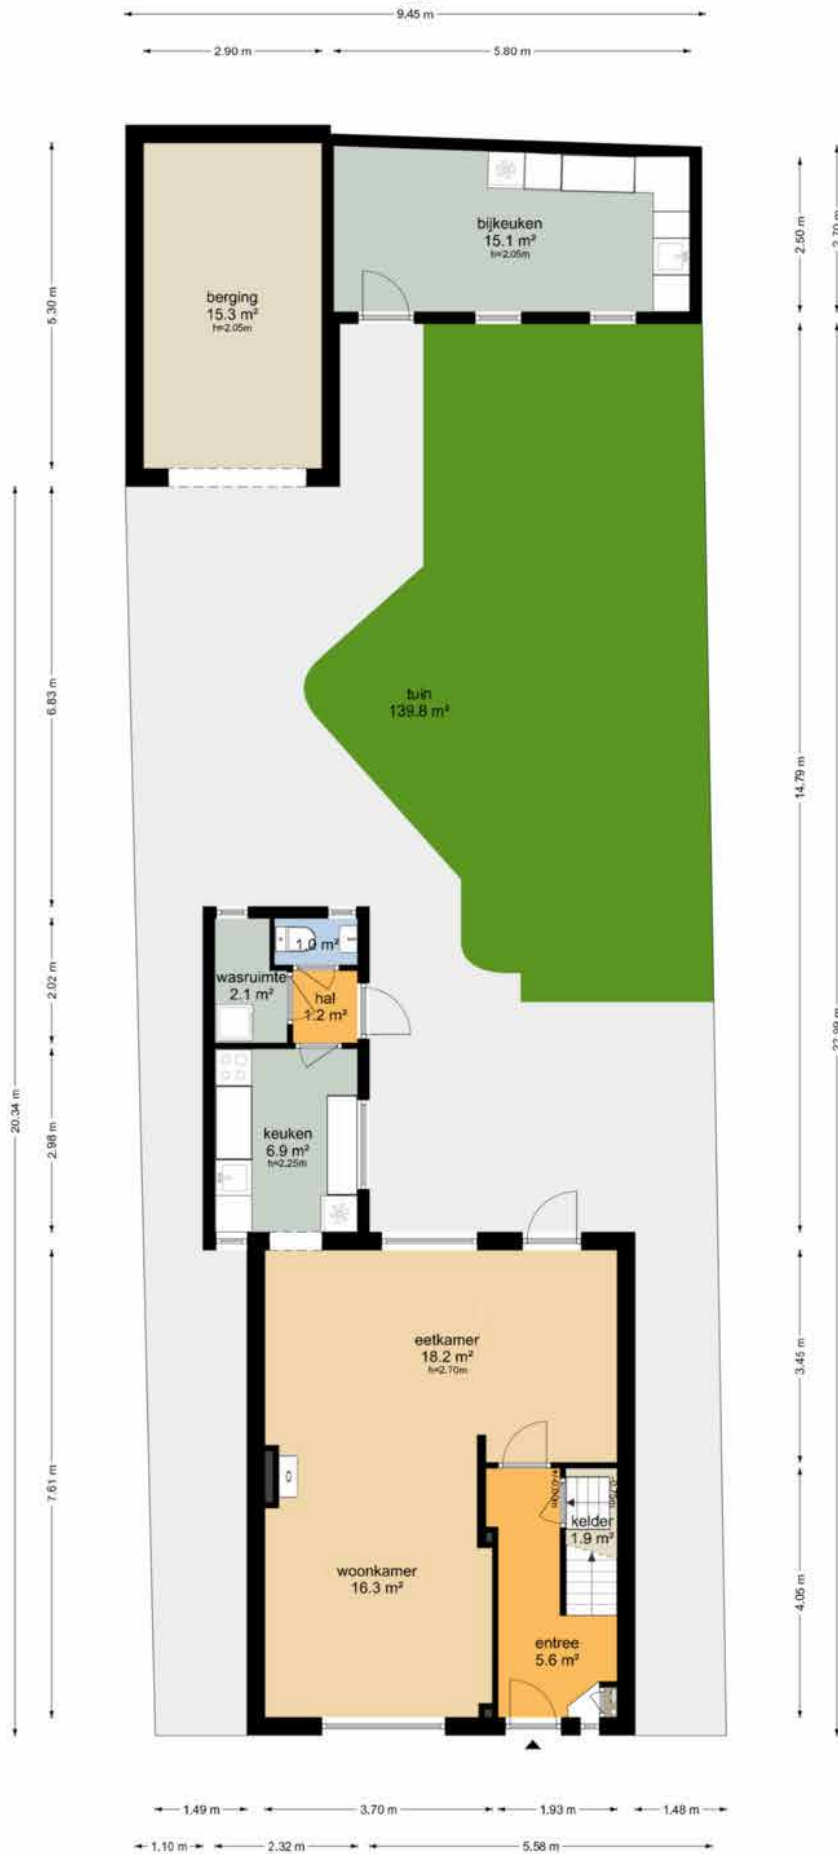 9.45 m
2.90 m
5.80 m
bijkeuken
15.1 m²
h=2.05m
2.50 m
2.70 m
berging
15.3 m²
h=2.05m
5.30 m
tuin
139.8 m²
6.83 m
14.79 m
1.0 m²
wasruimte
2.1 m²
hal
1.2 m²
2.02 m
22.99 m
20.34 m
keuken
6.9 m²
h=2.25m
2.98 m
eetkamer
18.2 m²
h=2.70m
3.45 m
7.61 m
kelder
1.9 m²
woonkamer
16.3 m²
4.05 m
entree
5.6 m²
1.49 m
3.70 m
1.93 m
1.48 m
1.10 m
2.32 m
5.58 m